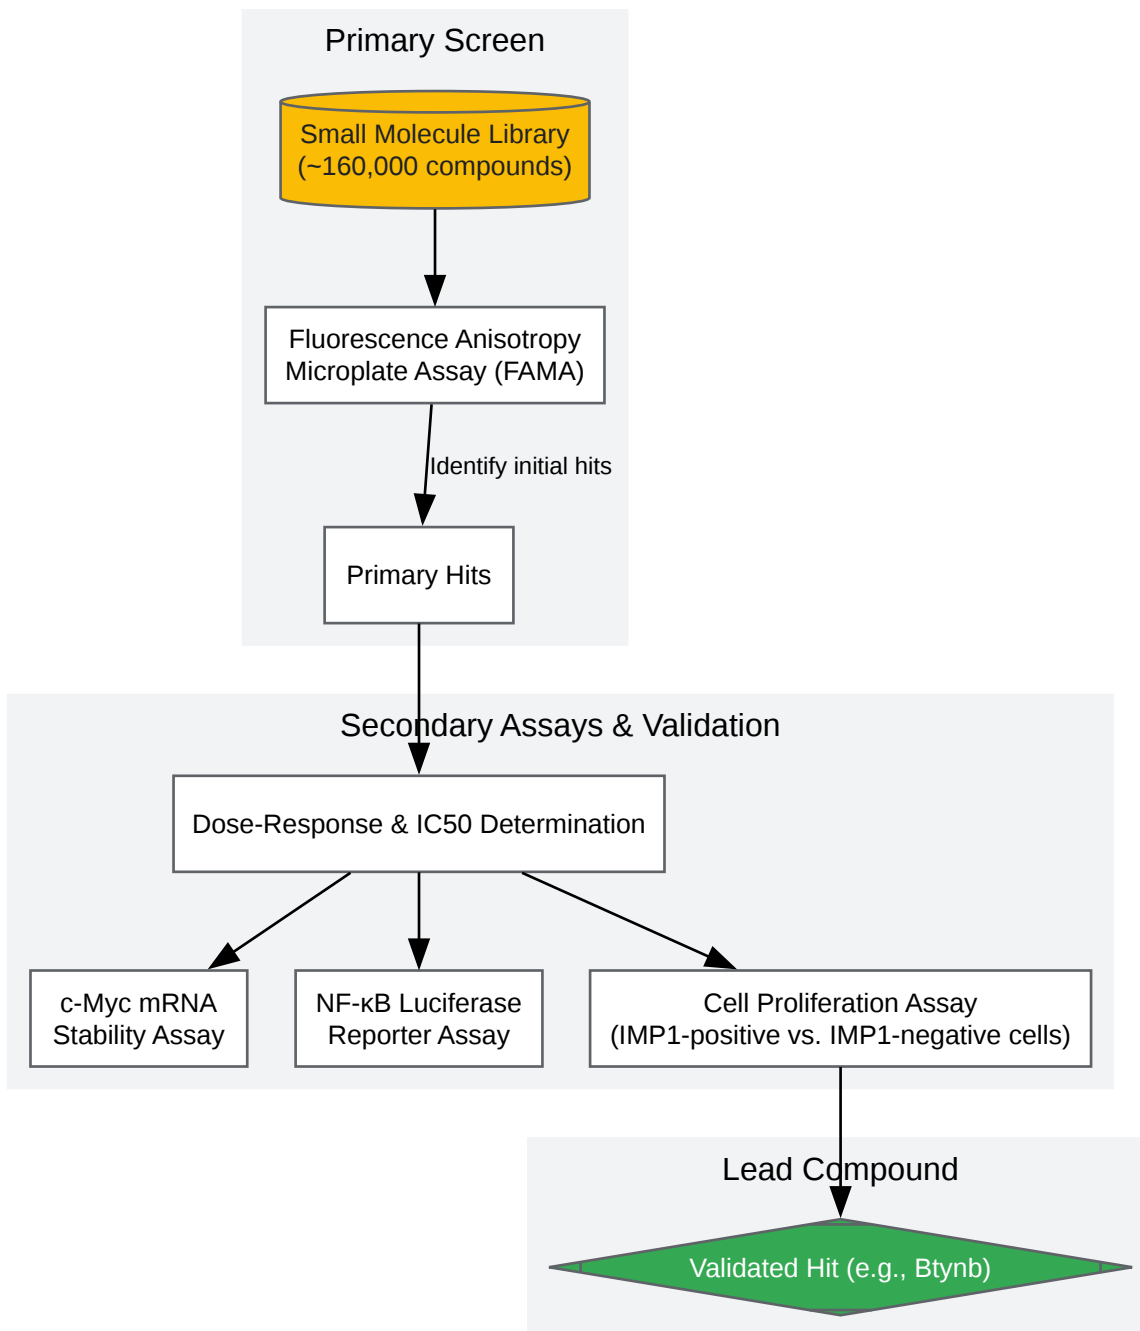 Primary Screen
Small Molecule Library
(~160,000 compounds)
Fluorescence Anisotropy
Microplate Assay (FAMA)
Identify initial hits
Primary Hits
Secondary Assays & Validation
Dose-Response & IC50 Determination
c-Myc mRNA
Stability Assay
NF-κB Luciferase
Reporter Assay
Cell Proliferation Assay
(IMP1-positive vs. IMP1-negative cells)
Lead Compound
Validated Hit (e.g., Btynb)